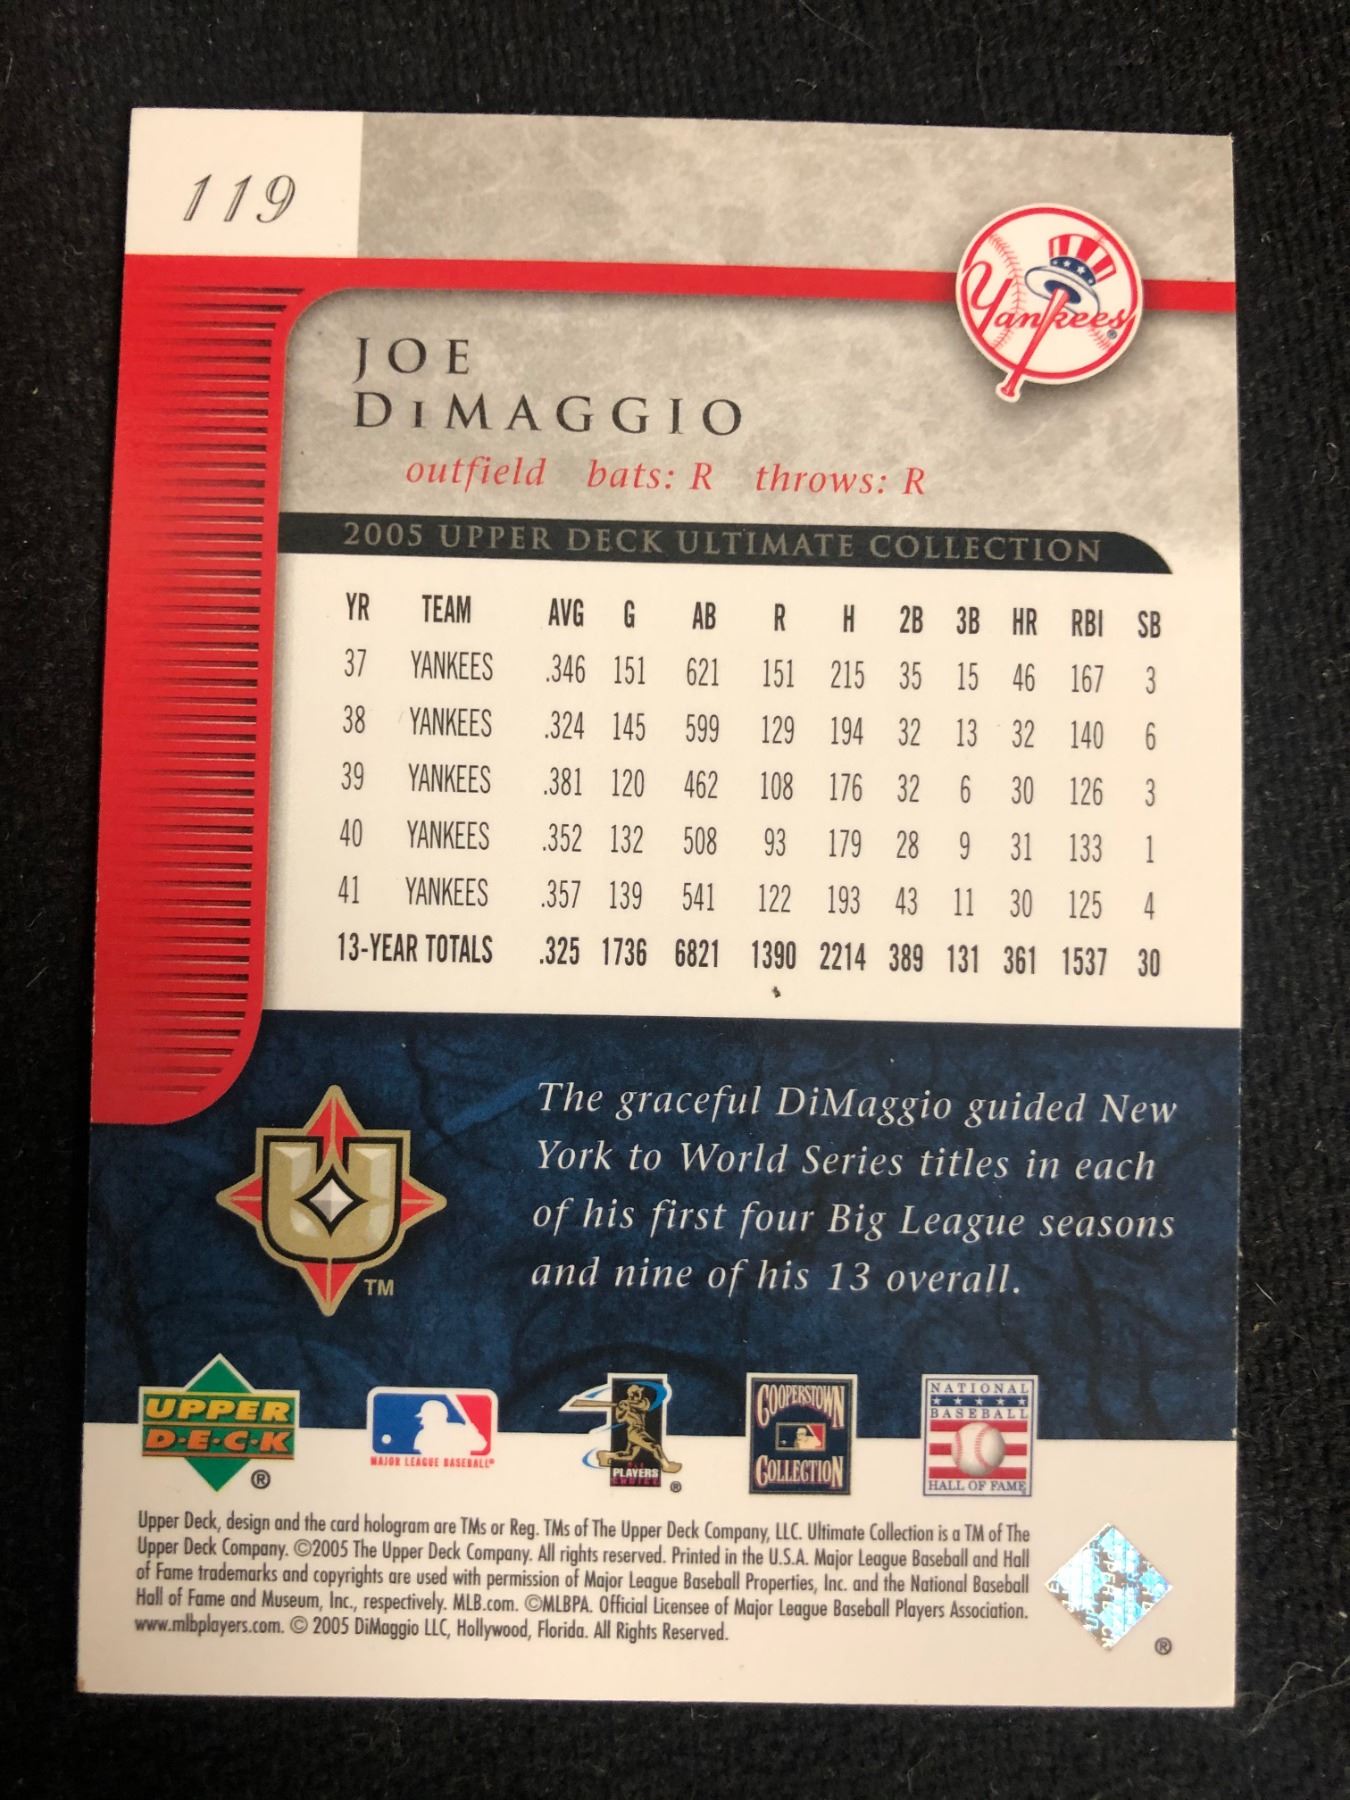 119
Yankees ®
JOE
DiMAGGIO
outfield bats: R throws: R
2005 UPPER DECK ULTIMATE COLLECTION
YR TEAM AVG G AB R H 2B 3B HR RBI SB
37 YANKEES .346 151 621 151 215 35 15 46 167 3
38 YANKEES .324 145 599 129 194 32 13 32 140 6
39 YANKEES .381 120 462 108 176 32 6 30 126 3
40 YANKEES .352 132 508 93 179 28 9 31 133 1
41 YANKEES .357 139 541 122 193 43 11 30 125 4
13-YEAR TOTALS .325 1736 6821 1390 2214 389 131 361 1537 30
The graceful DiMaggio guided New
York to World Series titles in each
of his first four Big League seasons
and nine of his 13 overall.
U TM
UPPER
D·E·C·K ®
MAJOR LEAGUE BASEBALL®
PLAYERS
CHOICE ®
COOPERSTOWN
COLLECTION
NATIONAL
BASEBALL
HALL OF FAME
Upper Deck, design and the card hologram are TMs or Reg. TMs of The Upper Deck Company, LLC. Ultimate Collection is a TM of The
Upper Deck Company. ©2005 The Upper Deck Company. All rights reserved. Printed in the U.S.A. Major League Baseball and Hall
of Fame trademarks and copyrights are used with permission of Major League Baseball Properties, Inc. and the National Baseball
Hall of Fame and Museum, Inc., respectively. MLB.com. ©MLBPA. Official Licensee of Major League Baseball Players Association.
www.mlbplayers.com. © 2005 DiMaggio LLC, Hollywood, Florida. All Rights Reserved.
®